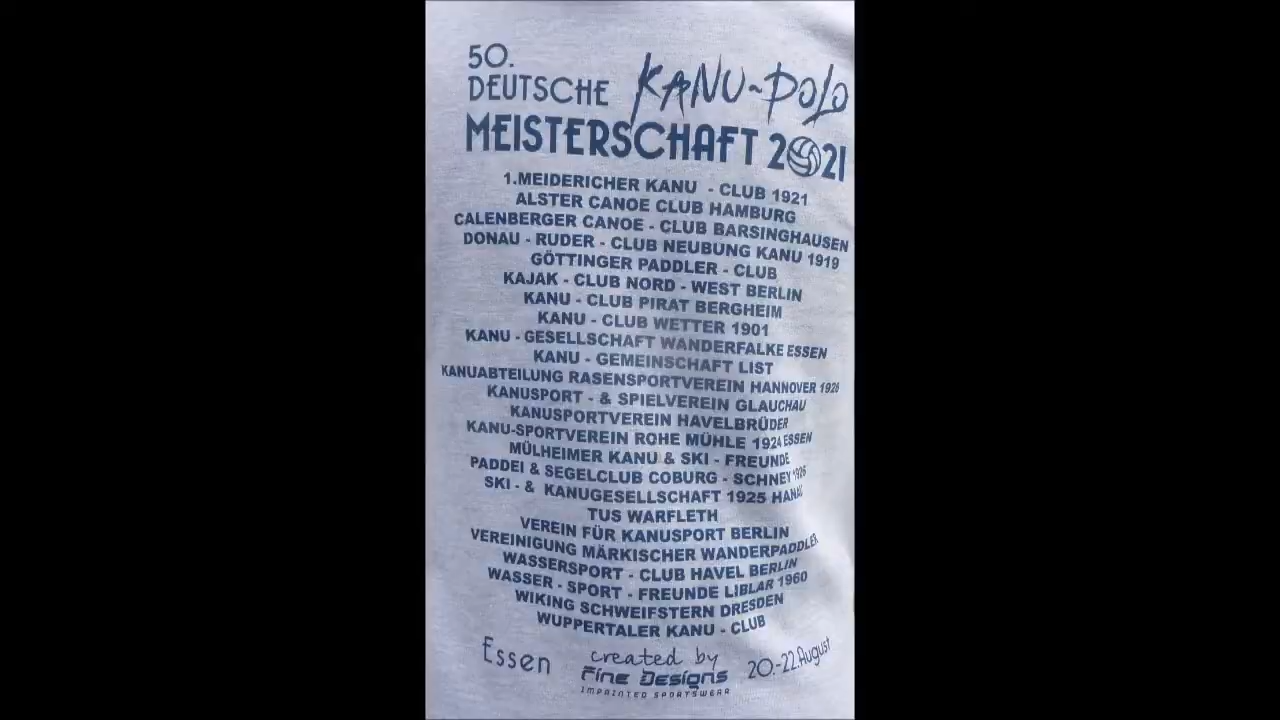 50.
DEUTSCHE KANU-POLO
MEISTERSCHAFT 2021
1.MEIDERICHER KANU - CLUB 1921
ALSTER CANOE CLUB HAMBURG
CALENBERGER CANOE - CLUB BARSINGHAUSEN
DONAU - RUDER - CLUB NEUBUNG KANU 1919
GÖTTINGER PADDLER - CLUB
KAJAK - CLUB NORD - WEST BERLIN
KANU - CLUB PIRAT BERGHEIM
KANU - CLUB WETTER 1901
KANU - GESELLSCHAFT WANDERFALKE ESSEN
KANU - GEMEINSCHAFT LIST
KANUABTEILUNG RASENSPORTVEREIN HANNOVER 1926
KANUSPORT - & SPIELVEREIN GLAUCHAU
KANUSPORTVEREIN HAVELBRÜDER
KANU-SPORTVEREIN ROHE MÜHLE 1924 ESSEN
MÜLHEIMER KANU & SKI - FREUNDE
PADDEI & SEGELCLUB COBURG - SCHNEY
SKI - & KANUGESELLSCHAFT 1925 HANAU
TUS WARFLETH
VEREIN FÜR KANUSPORT BERLIN
VEREINIGUNG MÄRKISCHER WANDERPADDLER
WASSERSPORT - CLUB HAVEL BERLIN
WASSER - SPORT - FREUNDE LIBLAR 1960
WIKING SCHWEIFSTERN DRESDEN
WUPPERTALER KANU - CLUB
Essen created by 20.-22.August
Fine Designs
IMPRINTED SPORTSWEAR